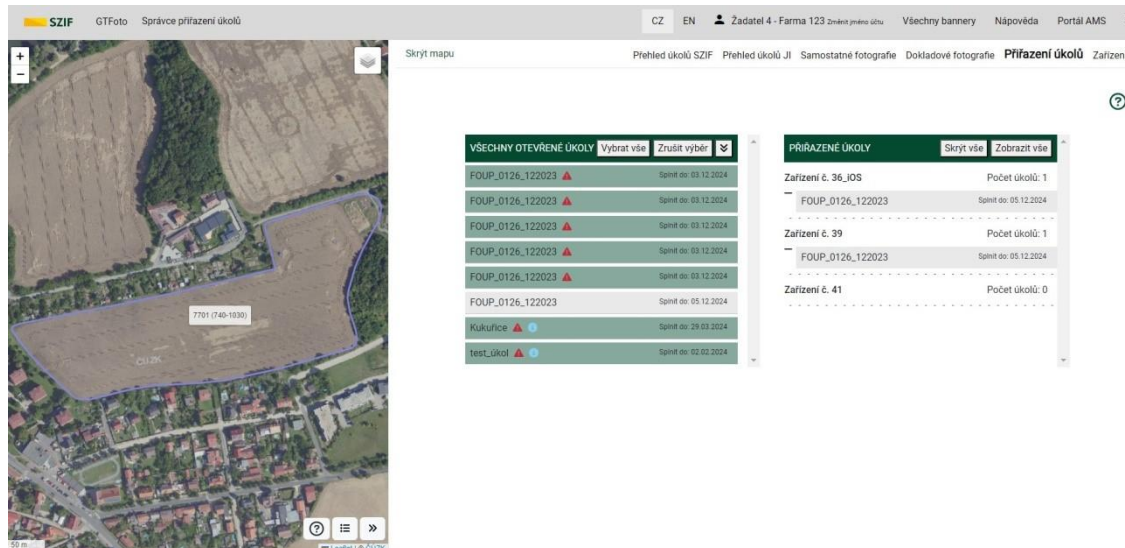 SZIF GTFoto Správce přiřazení úkolů CZ EN Žadatel 4 - Farma 123 Změnit jméno účtu Všechny bannery Nápověda Portál AMS
+
−
Skrýt mapu Přehled úkolů SZIF Přehled úkolů JI Samostatné fotografie Dokladové fotografie Přiřazení úkolů Zařízen
?
VŠECHNY OTEVŘENÉ ÚKOLY Vybrat vše Zrušit výběr
FOUP_0126_122023 Splnit do: 03.12.2024
FOUP_0126_122023 Splnit do: 03.12.2024
FOUP_0126_122023 Splnit do: 03.12.2024
FOUP_0126_122023 Splnit do: 03.12.2024
FOUP_0126_122023 Splnit do: 03.12.2024
FOUP_0126_122023 Splnit do: 05.12.2024
Kukuřice Splnit do: 29.03.2024
test_úkol Splnit do: 02.02.2024
PŘIŘAZENÉ ÚKOLY Skrýt vše Zobrazit vše
Zařízení č. 36_iOS Počet úkolů: 1
FOUP_0126_122023 Splnit do: 05.12.2024
Zařízení č. 39 Počet úkolů: 1
FOUP_0126_122023 Splnit do: 05.12.2024
Zařízení č. 41 Počet úkolů: 0
7701 (740-1030)
ČÚZK
?
50 m
Leaflet | © ČÚZK